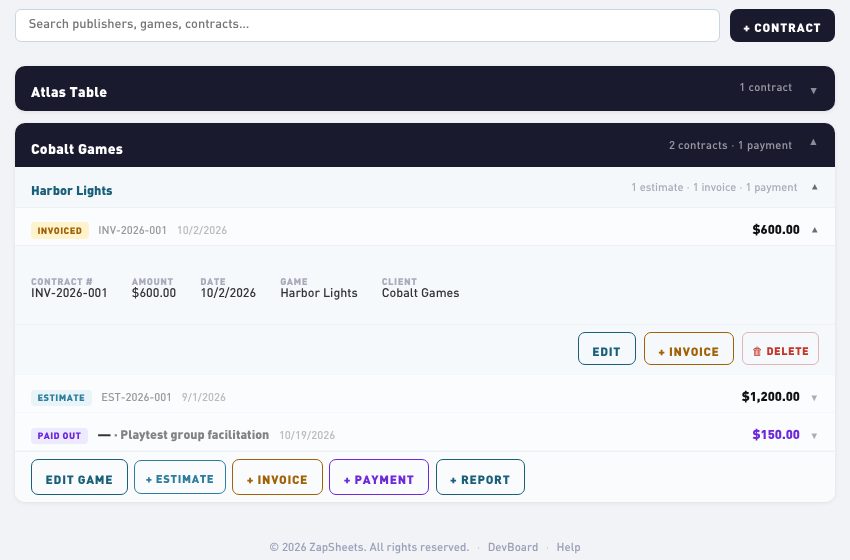 Search publishers, games, contracts...
+ CONTRACT
Atlas Table 1 contract ▼
Cobalt Games 2 contracts · 1 payment ▲
Harbor Lights 1 estimate · 1 invoice · 1 payment ▲
INVOICED INV-2026-001 10/2/2026 $600.00 ▲
CONTRACT # AMOUNT DATE GAME CLIENT
INV-2026-001 $600.00 10/2/2026 Harbor Lights Cobalt Games
EDIT + INVOICE DELETE
ESTIMATE EST-2026-001 9/1/2026 $1,200.00 ▼
PAID OUT — · Playtest group facilitation 10/19/2026 $150.00 ▼
EDIT GAME + ESTIMATE + INVOICE + PAYMENT + REPORT
© 2026 ZapSheets. All rights reserved. · DevBoard · Help